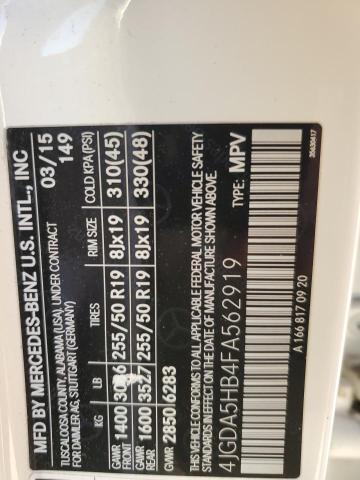 MFD BY MERCEDES-BENZ U.S. INTL., INC
TUSCALOOSA COUNTY, ALABAMA (USA) UNDER CONTRACT 03/15
FOR DAIMLER AG, STUTTGART (GERMANY) 149
KG LB TIRES RIM SIZE COLD KPA(PSI)
GAWR FRONT 1400 255/50 R19 8Jx19 310(45)
GAWR REAR 1600 3527 255/50 R19 8Jx19 330(48)
GVWR 2850 6283
THIS VEHICLE CONFORMS TO ALL APPLICABLE FEDERAL MOTOR VEHICLE SAFETY
STANDARDS IN EFFECT ON THE DATE OF MANUFACTURE SHOWN ABOVE.
4JGDA5HB4FA562919 TYPE: MPV
A 166 817 09 20 35630417